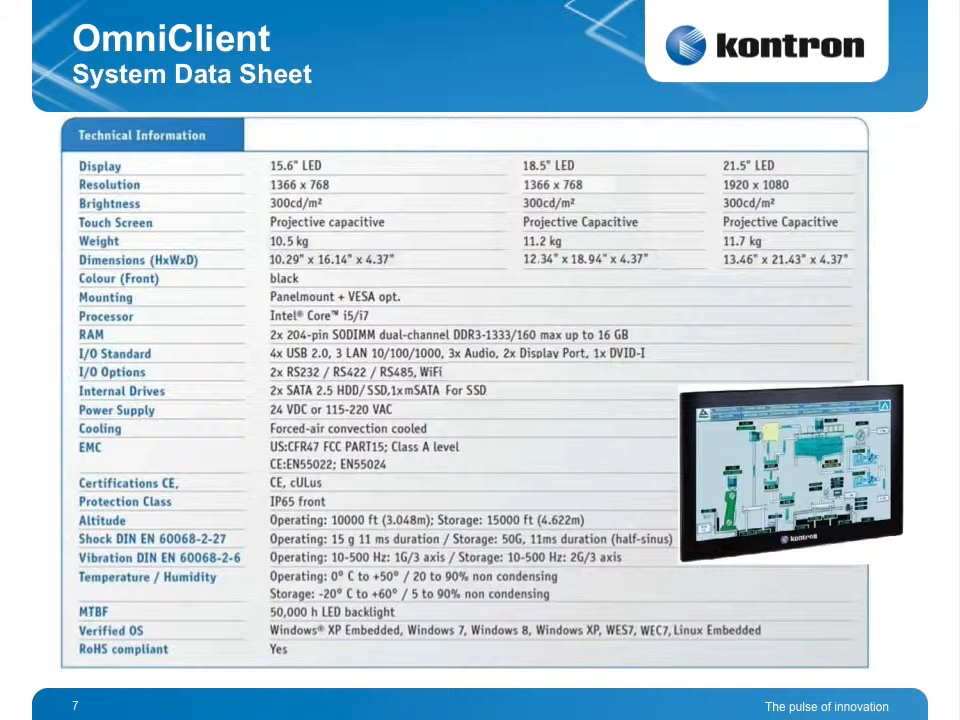 OmniClient
System Data Sheet
kontron
Technical Information
Display 15.6" LED 18.5" LED 21.5" LED
Resolution 1366 x 768 1366 x 768 1920 x 1080
Brightness 300cd/m² 300cd/m² 300cd/m²
Touch Screen Projective capacitive Projective Capacitive Projective Capacitive
Weight 10.5 kg 11.2 kg 11.7 kg
Dimensions (HxWxD) 10.29" x 16.14" x 4.37" 12.34" x 18.94" x 4.37" 13.46" x 21.43" x 4.37"
Colour (Front) black
Mounting Panelmount + VESA opt.
Processor Intel® Core™ i5/i7
RAM 2x 204-pin SODIMM dual-channel DDR3-1333/160 max up to 16 GB
I/O Standard 4x USB 2.0, 3 LAN 10/100/1000, 3x Audio, 2x Display Port, 1x DVID-I
I/O Options 2x RS232 / RS422 / RS485, WiFi
Internal Drives 2x SATA 2.5 HDD/SSD,1xmSATA For SSD
Power Supply 24 VDC or 115-220 VAC
Cooling Forced-air convection cooled
EMC US:CFR47 FCC PART15; Class A level
CE:EN55022; EN55024
Certifications CE, CE, cULus
Protection Class IP65 front
Altitude Operating: 10000 ft (3.048m); Storage: 15000 ft (4.622m)
Shock DIN EN 60068-2-27 Operating: 15 g 11 ms duration / Storage: 50G, 11ms duration (half-sinus)
Vibration DIN EN 60068-2-6 Operating: 10-500 Hz: 1G/3 axis / Storage: 10-500 Hz: 2G/3 axis
Temperature / Humidity Operating: 0° C to +50° / 20 to 90% non condensing
Storage: -20° C to +60° / 5 to 90% non condensing
MTBF 50,000 h LED backlight
Verified OS Windows® XP Embedded, Windows 7, Windows 8, Windows XP, WES7, WEC7, Linux Embedded
RoHS compliant Yes
kontron
7
The pulse of innovation